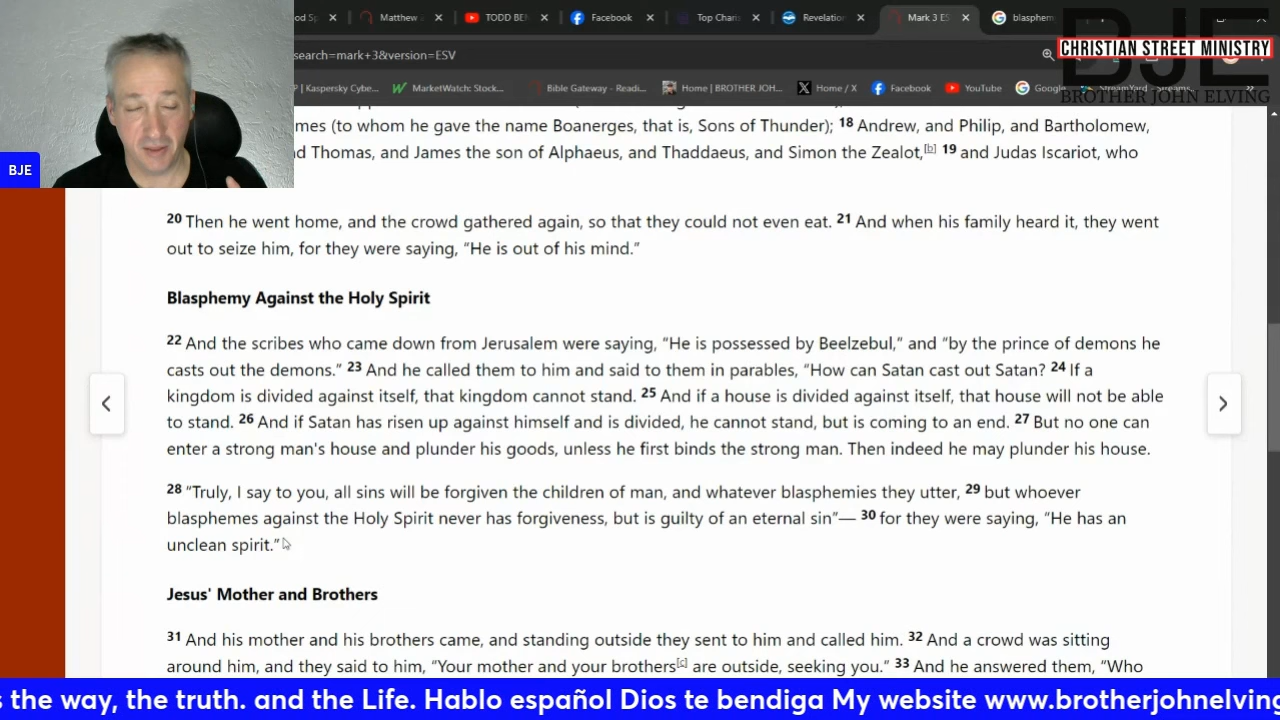 Matthew
TODD BE
Facebook
Top Chan
Revelation
Mark 3 ES
blasphem
search=mark+3&version=ESV
CHRISTIAN STREET MINISTRY
BJE
BROTHER JOHN ELVING
Kaspersky Cybe...
MarketWatch: Stock...
Bible Gateway - Readi...
Home | BROTHER JOH...
Home / X
Facebook
YouTube
Google
StreamYard - Streams...
BJE
mes (to whom he gave the name Boanerges, that is, Sons of Thunder); 18 Andrew, and Philip, and Bartholomew,
d Thomas, and James the son of Alphaeus, and Thaddaeus, and Simon the Zealot,[b] 19 and Judas Iscariot, who
20 Then he went home, and the crowd gathered again, so that they could not even eat. 21 And when his family heard it, they went
out to seize him, for they were saying, “He is out of his mind.”
Blasphemy Against the Holy Spirit
22 And the scribes who came down from Jerusalem were saying, “He is possessed by Beelzebul,” and “by the prince of demons he
casts out the demons.” 23 And he called them to him and said to them in parables, “How can Satan cast out Satan? 24 If a
kingdom is divided against itself, that kingdom cannot stand. 25 And if a house is divided against itself, that house will not be able
to stand. 26 And if Satan has risen up against himself and is divided, he cannot stand, but is coming to an end. 27 But no one can
enter a strong man's house and plunder his goods, unless he first binds the strong man. Then indeed he may plunder his house.
28 “Truly, I say to you, all sins will be forgiven the children of man, and whatever blasphemies they utter, 29 but whoever
blasphemes against the Holy Spirit never has forgiveness, but is guilty of an eternal sin”— 30 for they were saying, “He has an
unclean spirit.”
Jesus' Mother and Brothers
31 And his mother and his brothers came, and standing outside they sent to him and called him. 32 And a crowd was sitting
around him, and they said to him, “Your mother and your brothers[c] are outside, seeking you.” 33 And he answered them, “Who
s the way, the truth. and the Life. Hablo español Dios te bendiga My website www.brotherjohnelving